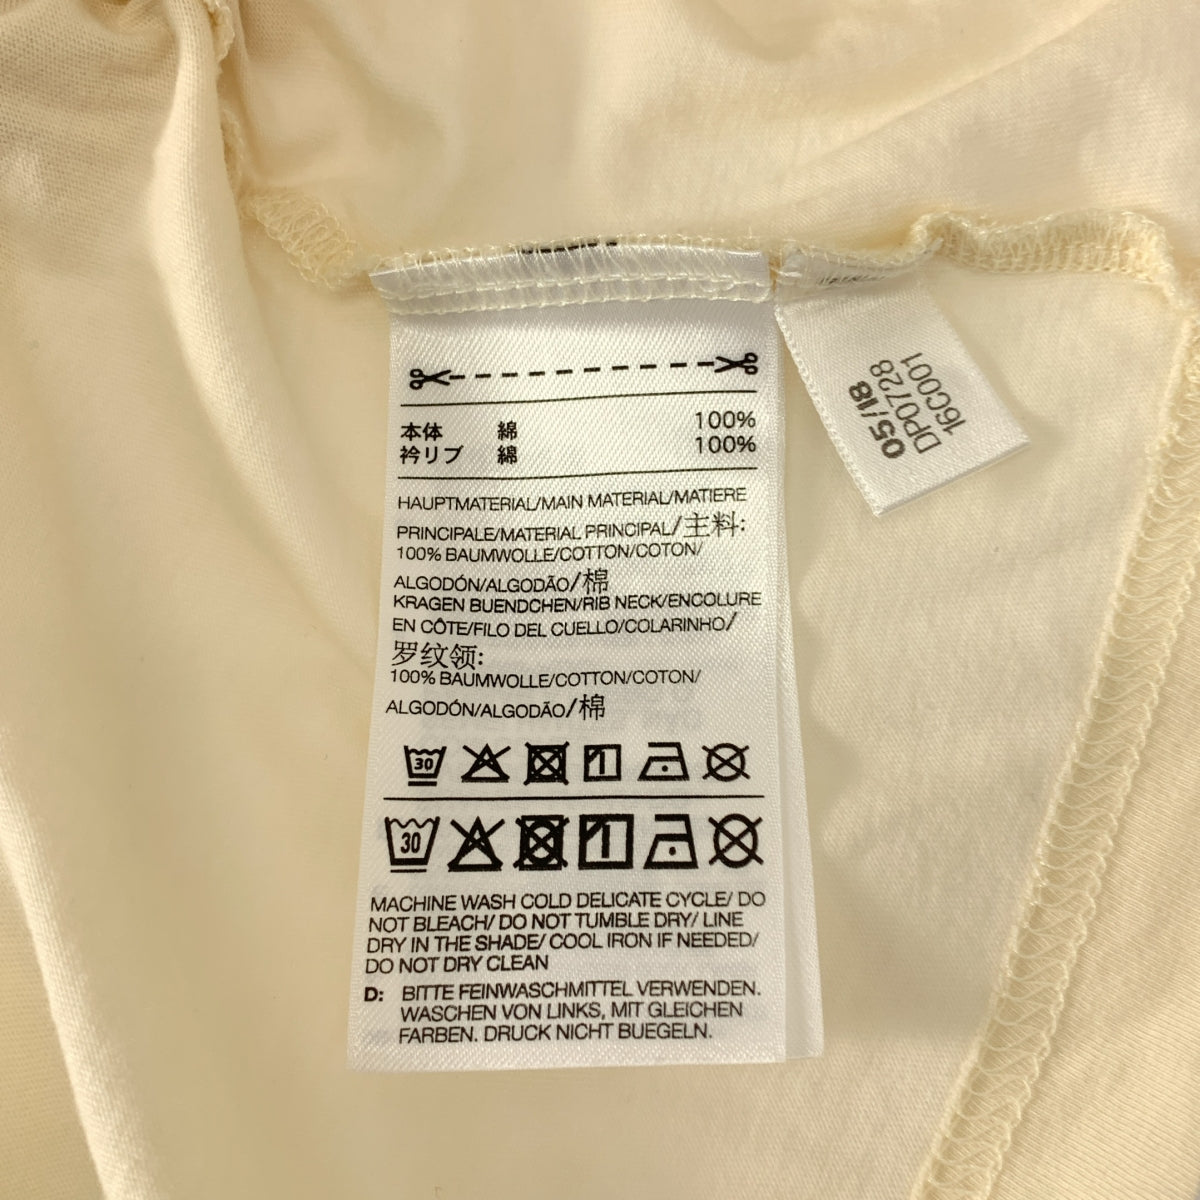 本体 綿 100%
衿リブ 綿 100%
HAUPTMATERIAL/MAIN MATERIAL/MATIERE
PRINCIPALE/MATERIAL PRINCIPAL/主料:
100% BAUMWOLLE/COTTON/COTON/
ALGODÓN/ALGODÃO/棉
KRAGEN BUENDCHEN/RIB NECK/ENCOLURE
EN CÔTE/FILO DEL CUELLO/COLARINHO/
罗纹领:
100% BAUMWOLLE/COTTON/COTON/
ALGODÓN/ALGODÃO/棉
30
30
MACHINE WASH COLD DELICATE CYCLE/ DO
NOT BLEACH/ DO NOT TUMBLE DRY/ LINE
DRY IN THE SHADE/ COOL IRON IF NEEDED/
DO NOT DRY CLEAN
D: BITTE FEINWASCHMITTEL VERWENDEN.
WASCHEN VON LINKS, MIT GLEICHEN
FARBEN. DRUCK NICHT BUEGELN.
05/18
DP0728
16C001